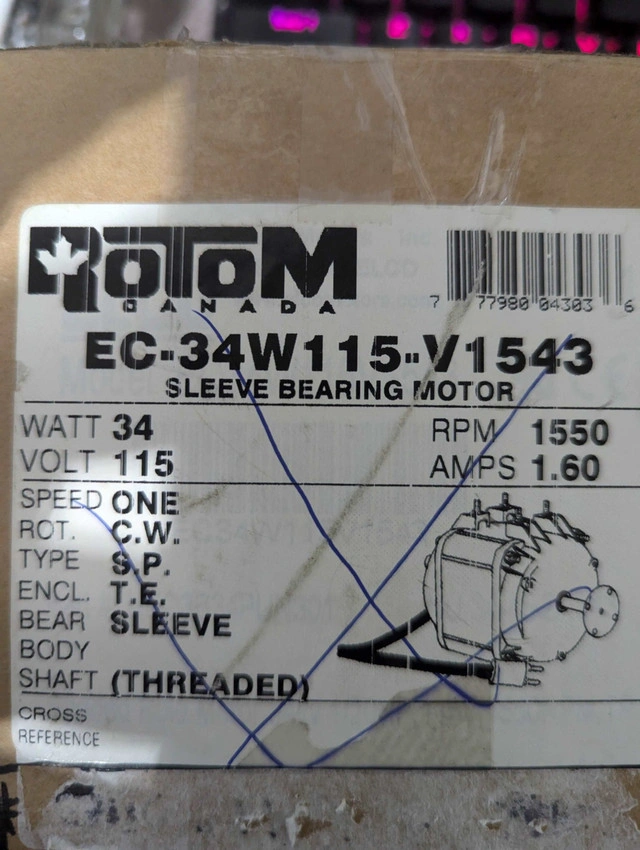 ROTOM
CANADA
7 77980 04303 6
EC-34W115-V1543
SLEEVE BEARING MOTOR
WATT 34
VOLT 115
RPM 1550
AMPS 1.60
SPEED ONE
ROT. C.W.
TYPE S.P.
ENCL. T.E.
BEAR SLEEVE
BODY
SHAFT (THREADED)
CROSS
REFERENCE